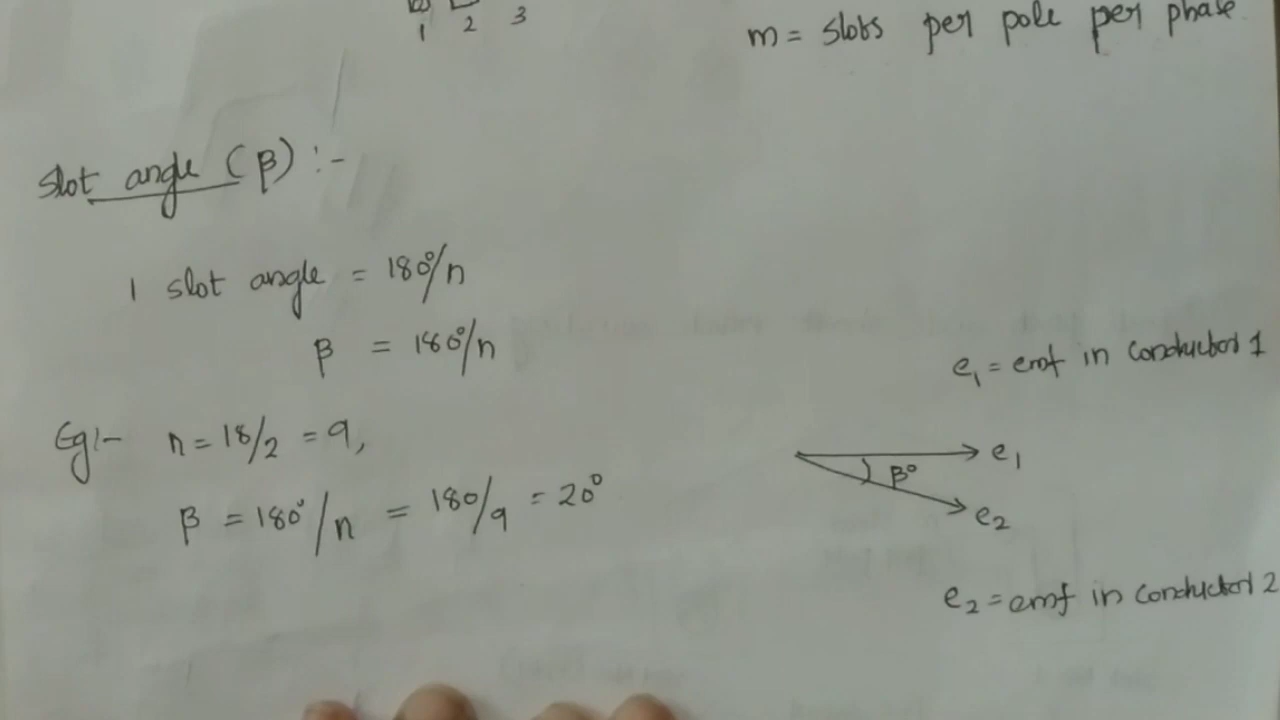 1 2 3
m = slots per pole per phase
slot angle (β) :-
1 slot angle = 180°/n
β = 180°/n
e₁ = emf in conductor 1
Eg:- n = 18/2 = 9,
e₁
β°
β = 180°/n = 180/9 = 20°
e₂
e₂ = emf in conductor 2